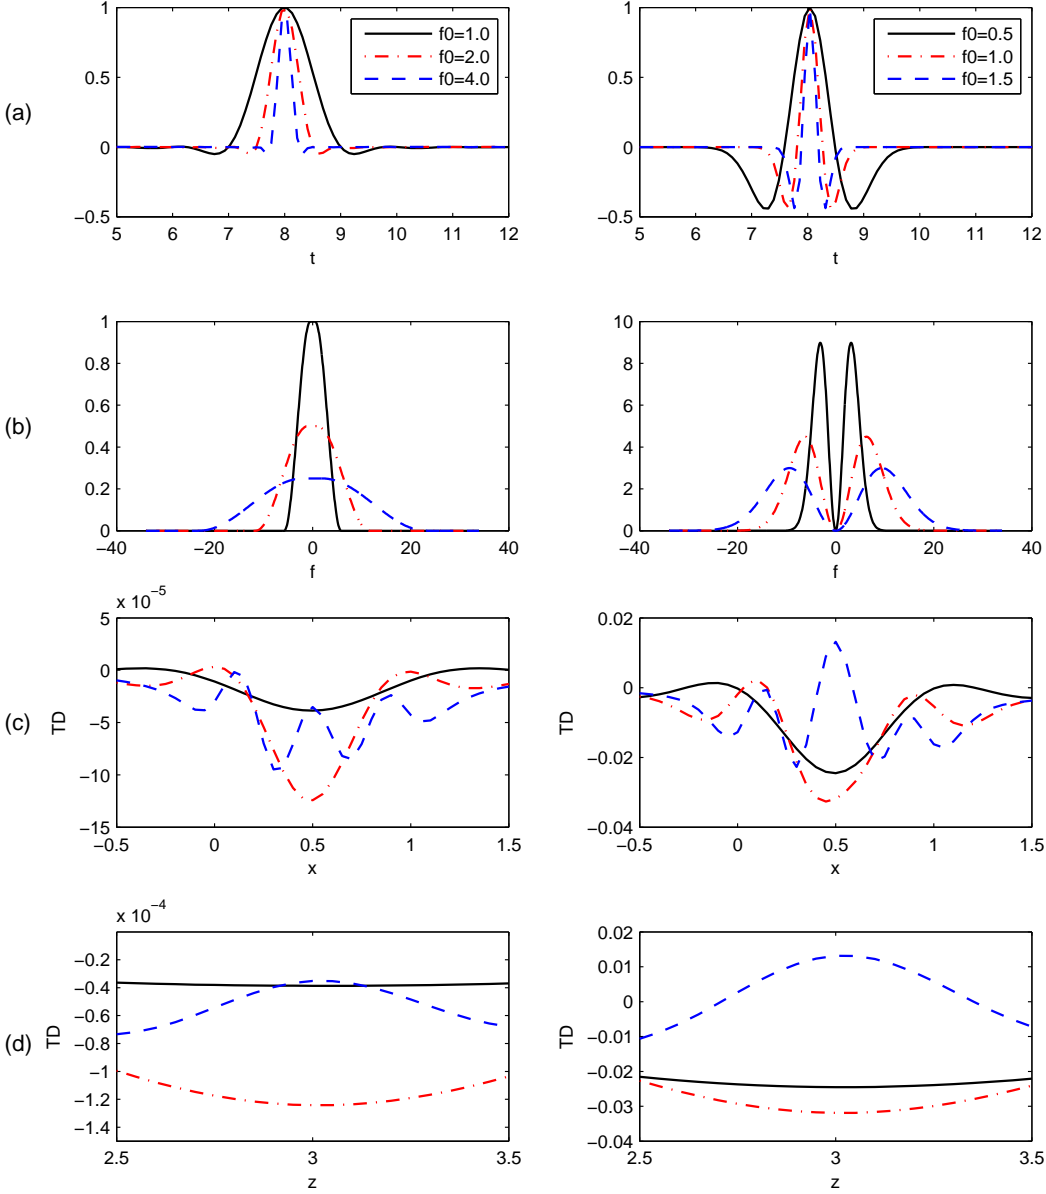 (a)
1
0.5
0
−0.5
5 6 7 8 9 10 11 12
t
f0=1.0
f0=2.0
f0=4.0
1
0.5
0
−0.5
5 6 7 8 9 10 11 12
t
f0=0.5
f0=1.0
f0=1.5
(b)
1
0.8
0.6
0.4
0.2
0
−40 −20 0 20 40
f
10
8
6
4
2
0
−40 −20 0 20 40
f
(c)
x 10−5
5
0
−5
−10
−15
TD
−0.5 0 0.5 1 1.5
x
0.02
0
−0.02
−0.04
TD
−0.5 0 0.5 1 1.5
x
(d)
x 10−4
−0.2
−0.4
−0.6
−0.8
−1
−1.2
−1.4
TD
2.5 3 3.5
z
0.02
0.01
0
−0.01
−0.02
−0.03
−0.04
TD
2.5 3 3.5
z